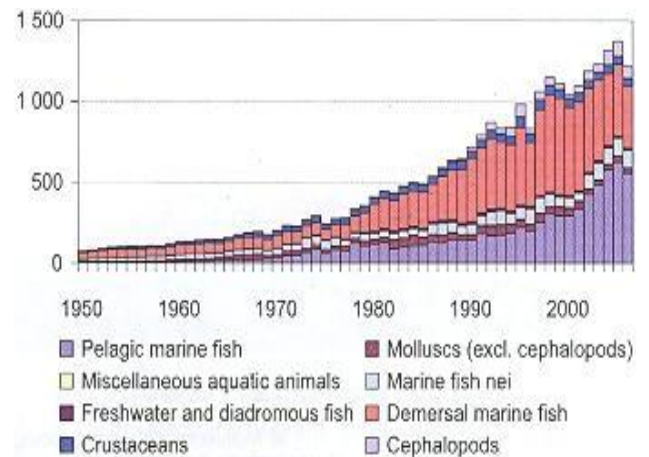 1 500
1 000
500
0
1950 1960 1970 1980 1990 2000
Pelagic marine fish Molluscs (excl. cephalopods)
Miscellaneous aquatic animals Marine fish nei
Freshwater and diadromous fish Demersal marine fish
Crustaceans Cephalopods